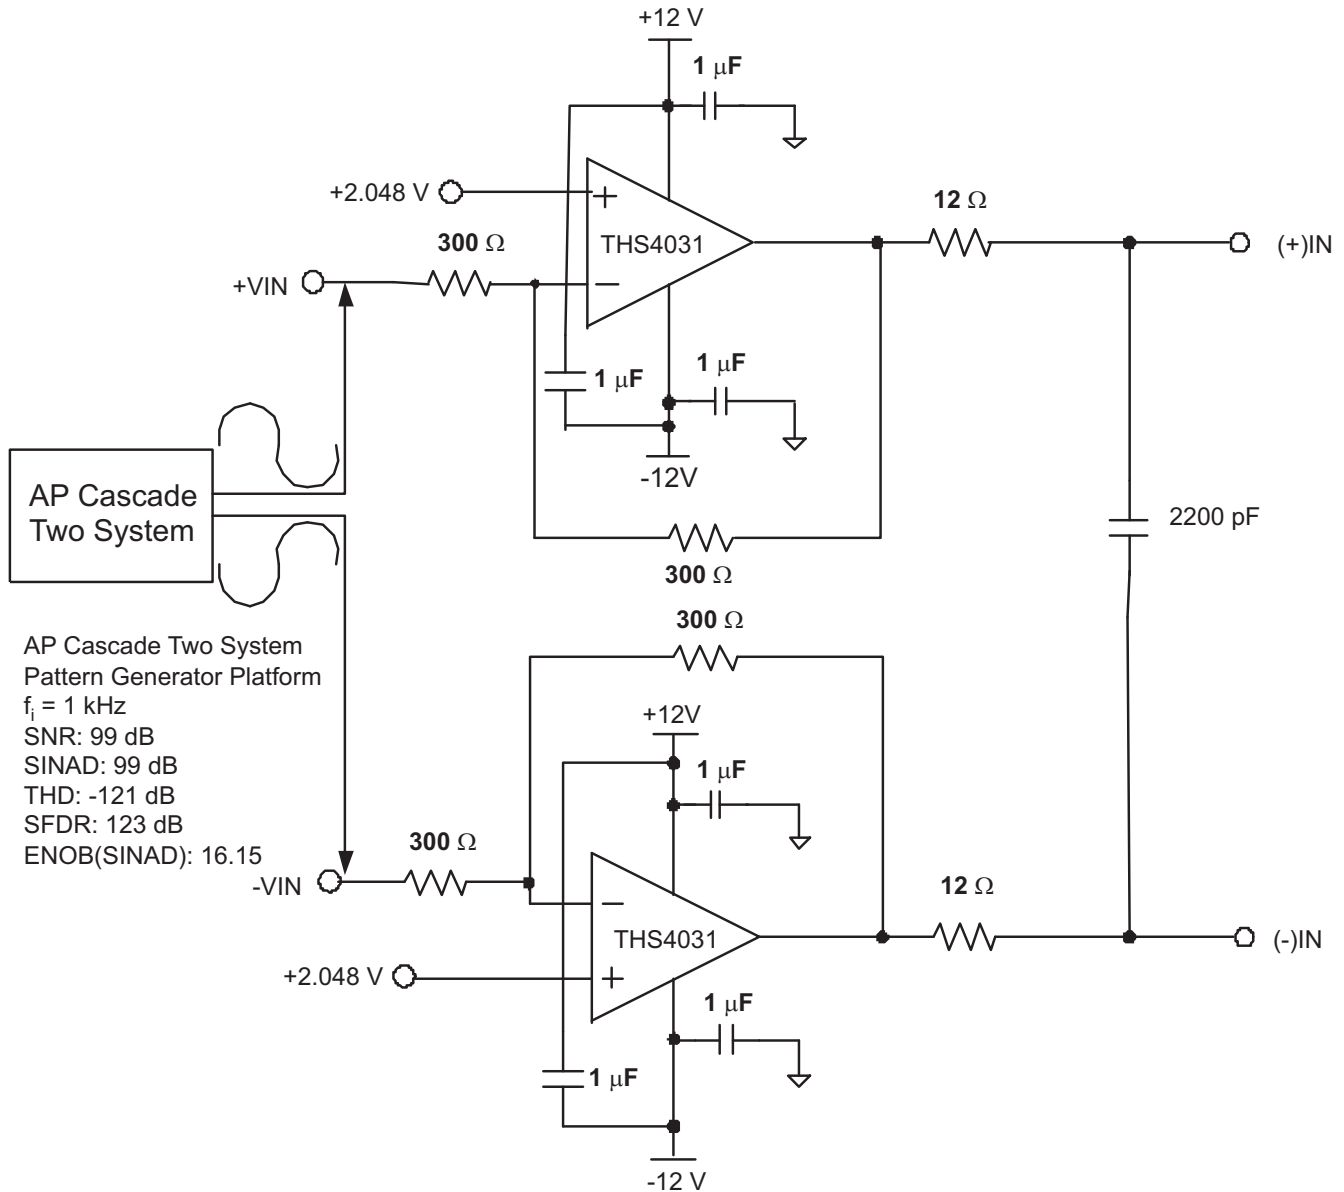 +12 V
1 μF
+2.048 V
+
THS4031
12 Ω
(+)IN
300 Ω
+VIN
−
1 μF
1 μF
-12V
AP Cascade
Two System
2200 pF
300 Ω
300 Ω
AP Cascade Two System
Pattern Generator Platform
fi = 1 kHz
SNR: 99 dB
SINAD: 99 dB
THD: -121 dB
SFDR: 123 dB
ENOB(SINAD): 16.15
+12V
1 μF
300 Ω
-VIN
−
THS4031
12 Ω
(-)IN
+2.048 V
+
1 μF
1 μF
-12 V